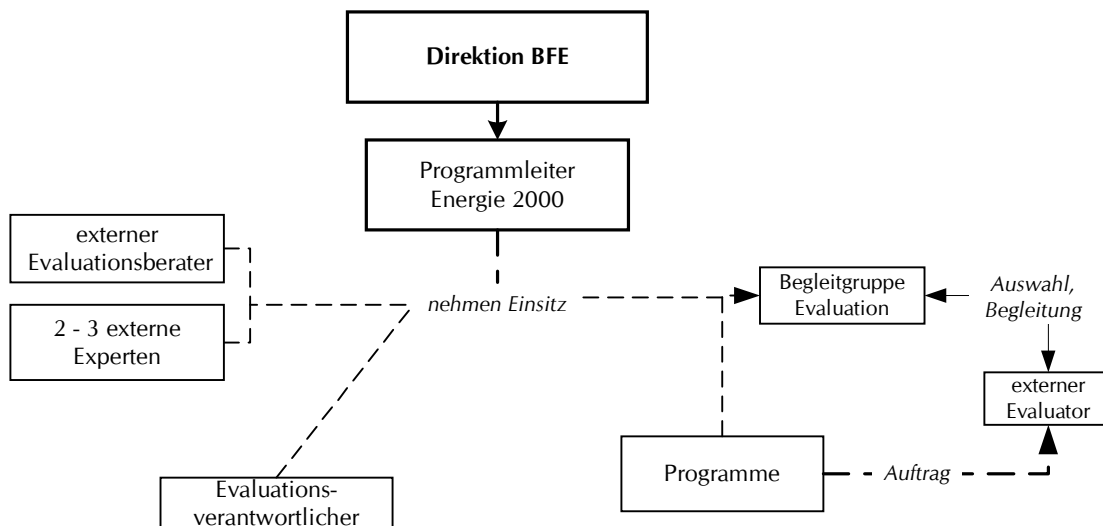 Direktion BFE
Programmleiter
Energie 2000
externer
Evaluationsberater
2 - 3 externe
Experten
nehmen Einsitz
Begleitgruppe
Evaluation
Auswahl,
Begleitung
externer
Evaluator
Programme
Auftrag
Evaluations-
verantwortlicher